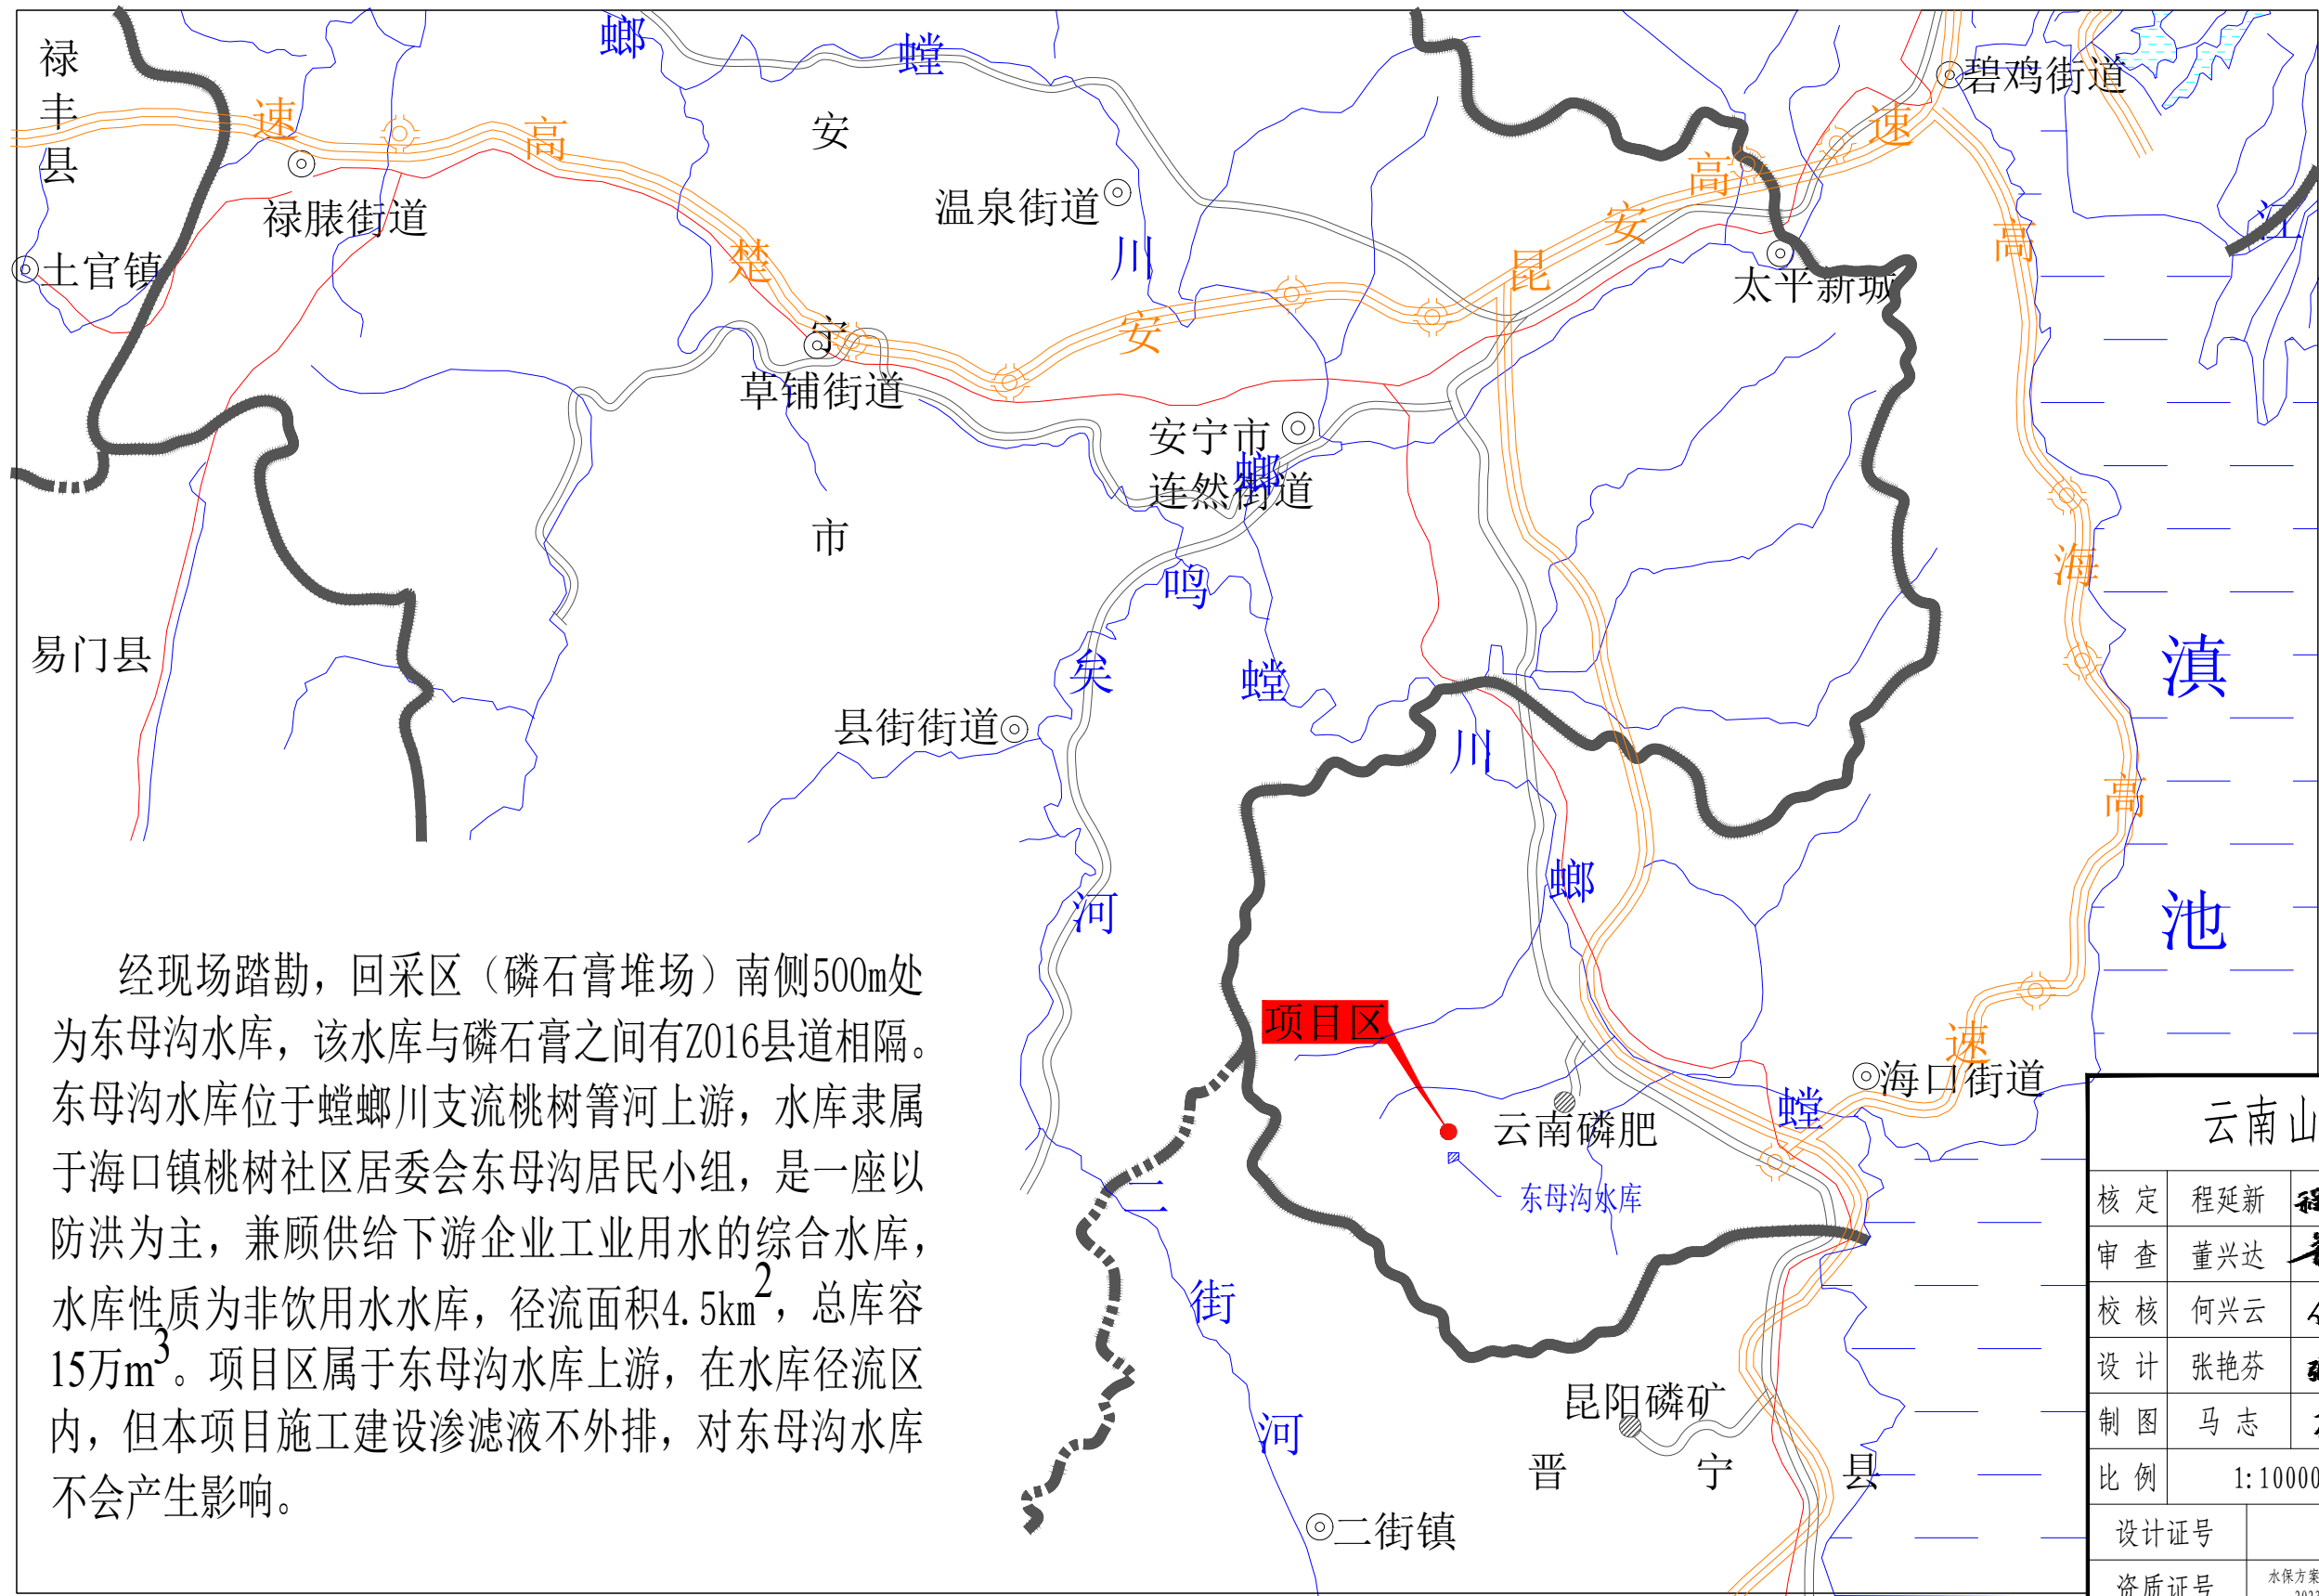 禄丰县
螂
螳
碧鸡街道
速
高
安
速
高
温泉街道
禄脿街道
安
高
江
川
楚
昆
土官镇
太平新城
宁
安
草铺街道
安宁市
螂
连然街道
市
海
鸣
易门县
矣
螳
滇
县街街道
川
高
螂
河
池
经现场踏勘，回采区（磷石膏堆场）南侧500m处
为东母沟水库，该水库与磷石膏之间有Z016县道相隔。
东母沟水库位于螳螂川支流桃树箐河上游，水库隶属
于海口镇桃树社区居委会东母沟居民小组，是一座以
防洪为主，兼顾供给下游企业工业用水的综合水库，
水库性质为非饮用水水库，径流面积4.5km²，总库容
15万m³。项目区属于东母沟水库上游，在水库径流区
内，但本项目施工建设渗滤液不外排，对东母沟水库
不会产生影响。
项目区
速
海口街道
螳
云南磷肥
东母沟水库
二
街
河
昆阳磷矿
晋 宁 县
二街镇
云南山
核 定 程延新
审 查 董兴达
校 核 何兴云
设 计 张艳芬
制 图 马 志
比 例 1:10000
设计证号
资质证号 水保方案